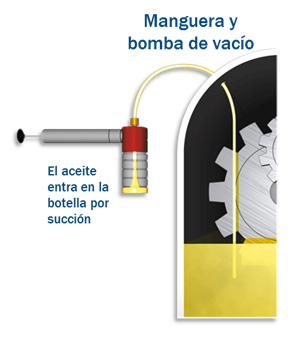 Manguera y
bomba de vacío
El aceite
entra en la
botella por
succión